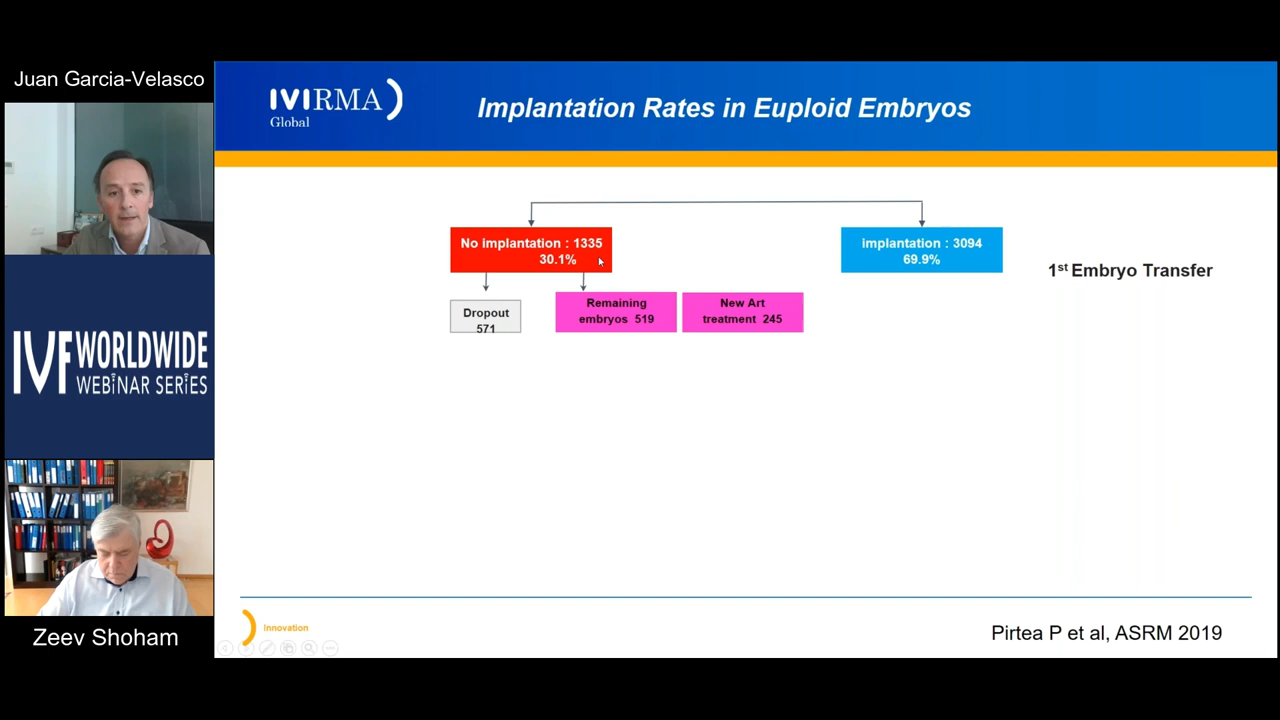 Juan Garcia-Velasco
IVF WORLDWIDE
WEBINAR SERIES
Zeev Shoham
IVIRMA
Global
Implantation Rates in Euploid Embryos
No implantation : 1335
30.1%
implantation : 3094
69.9%
1st Embryo Transfer
Dropout
571
Remaining
embryos 519
New Art
treatment 245
Innovation
Pirtea P et al, ASRM 2019